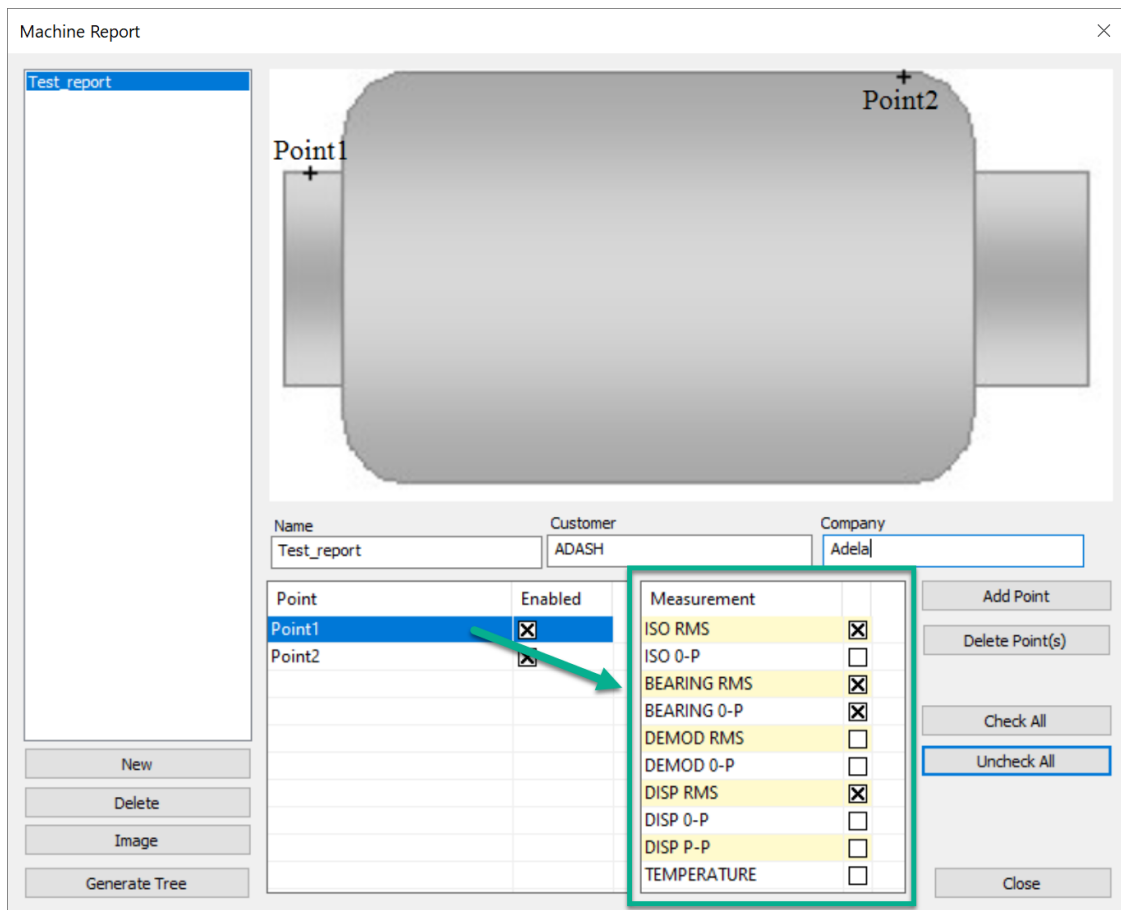 Machine Report
Test_report
Point2
Point1
Name Customer Company
Test_report ADASH Adela
Point Enabled Measurement
Point1 ISO RMS
Point2 ISO 0-P
BEARING RMS
BEARING 0-P
DEMOD RMS
DEMOD 0-P
DISP RMS
DISP 0-P
DISP P-P
TEMPERATURE
Add Point
Delete Point(s)
Check All
Uncheck All
Close
New
Delete
Image
Generate Tree